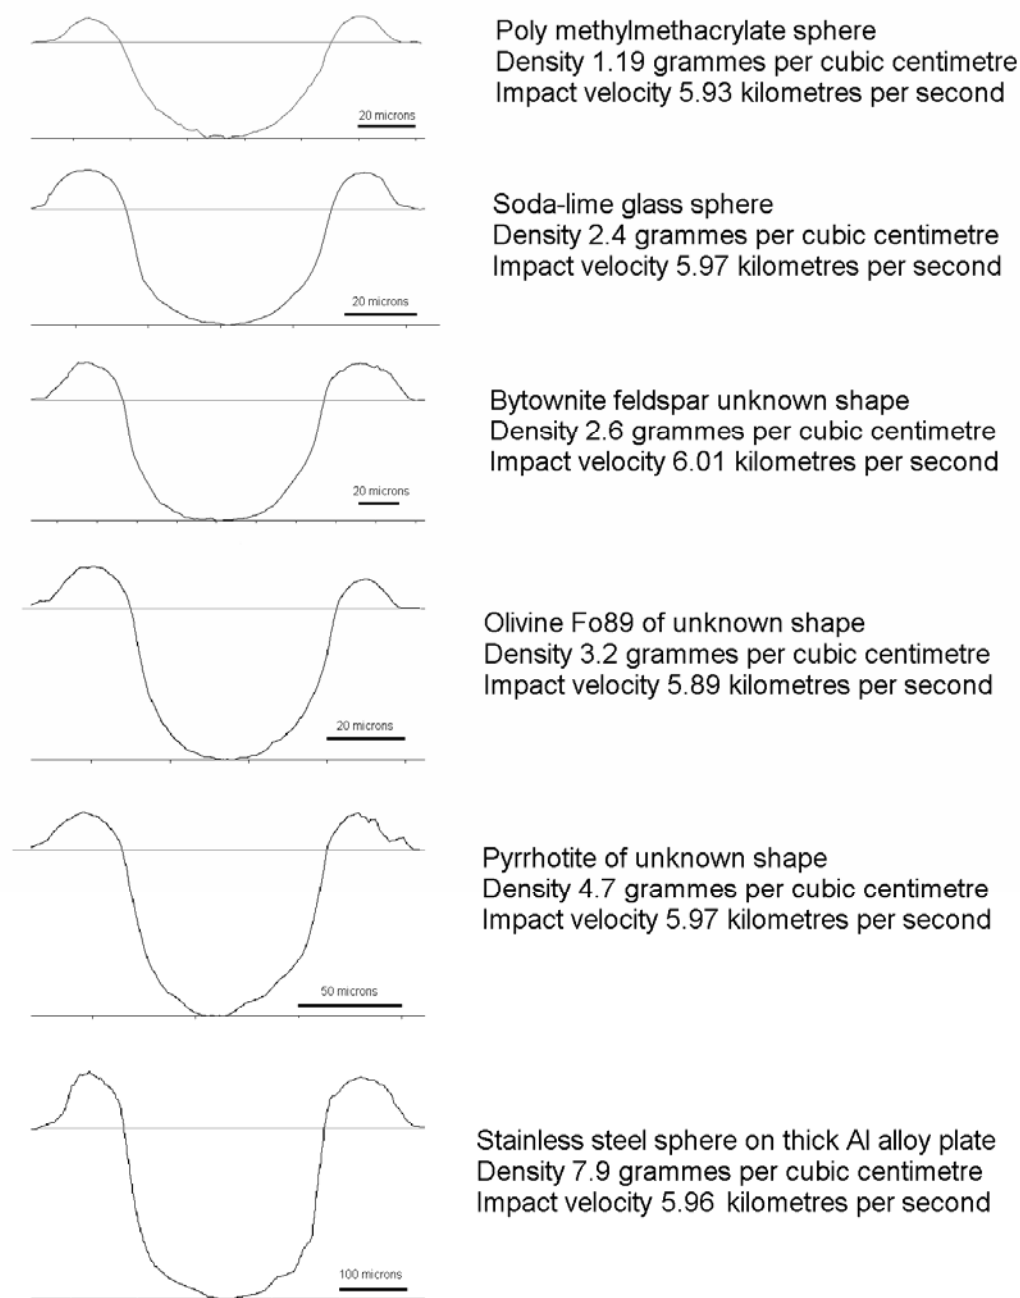 Poly methylmethacrylate sphere
Density 1.19 grammes per cubic centimetre
Impact velocity 5.93 kilometres per second
20 microns
Soda-lime glass sphere
Density 2.4 grammes per cubic centimetre
Impact velocity 5.97 kilometres per second
20 microns
Bytownite feldspar unknown shape
Density 2.6 grammes per cubic centimetre
Impact velocity 6.01 kilometres per second
20 microns
Olivine Fo89 of unknown shape
Density 3.2 grammes per cubic centimetre
Impact velocity 5.89 kilometres per second
20 microns
Pyrrhotite of unknown shape
Density 4.7 grammes per cubic centimetre
Impact velocity 5.97 kilometres per second
50 microns
Stainless steel sphere on thick Al alloy plate
Density 7.9 grammes per cubic centimetre
Impact velocity 5.96 kilometres per second
100 microns